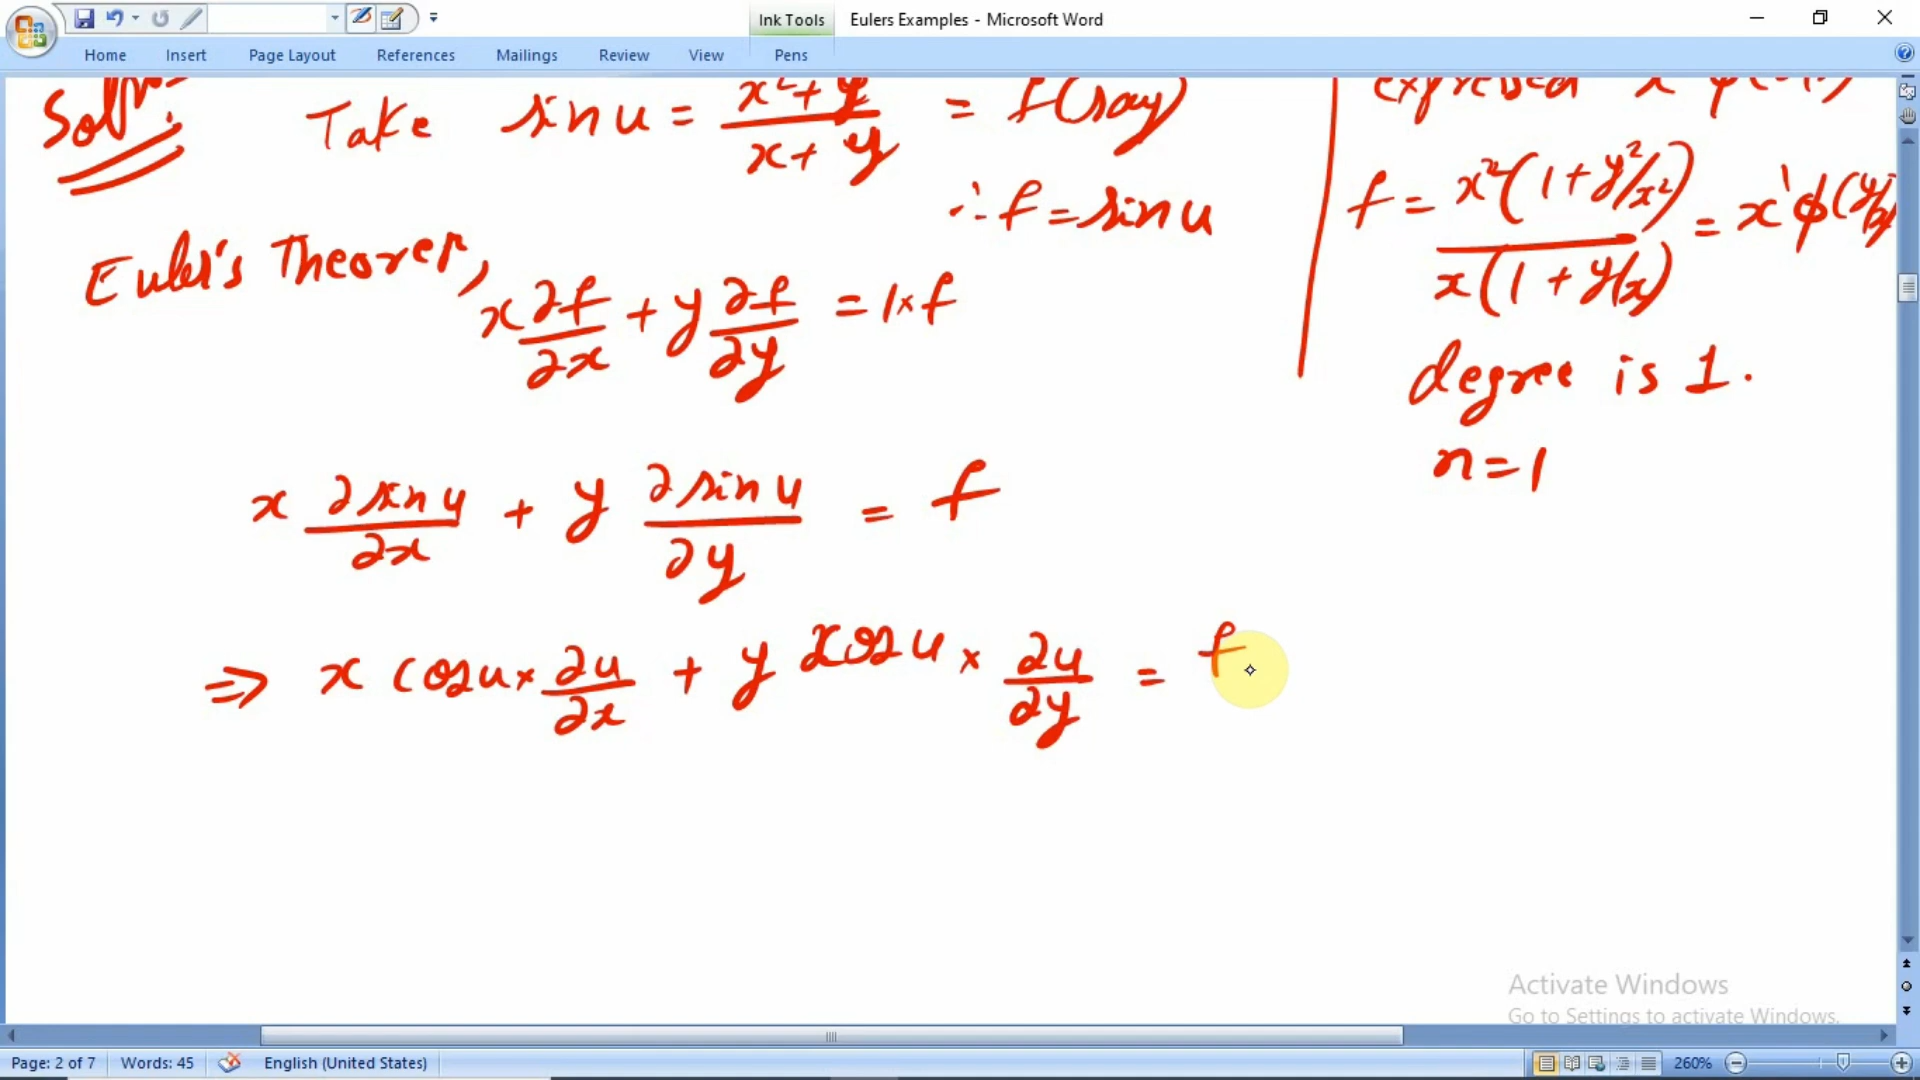 Ink Tools
Eulers Examples - Microsoft Word
Home Insert Page Layout References Mailings Review View Pens
Soln:
Take sin u = x²+y² / x+y = f(say)
∴ f = sin u
Euler's Theorem,
x ∂f/∂x + y ∂f/∂y = 1×f
x ∂sin u/∂x + y ∂sin u/∂y = f
⇒ x cos u × ∂u/∂x + y cos u × ∂u/∂y = f
expressed x
f = x²(1+y²/x²) / x(1+y/x) = x¹ϕ(y/x)
degree is 1.
n=1
Activate Windows
Go to Settings to activate Windows.
Page: 2 of 7 Words: 45 English (United States) 260%